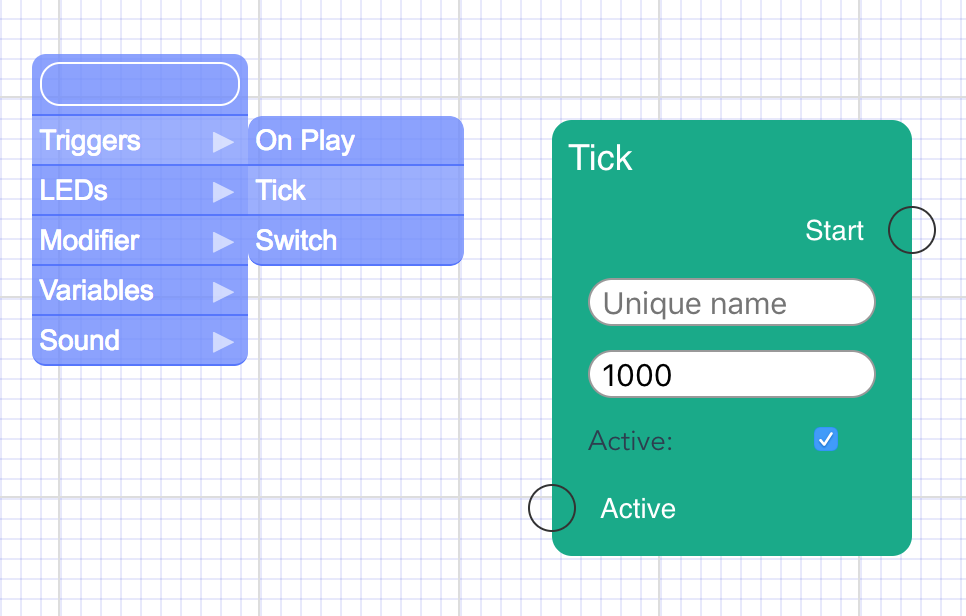 Triggers
LEDs
Modifier
Variables
Sound
On Play
Tick
Switch
Tick
Start
Unique name
1000
Active:
Active